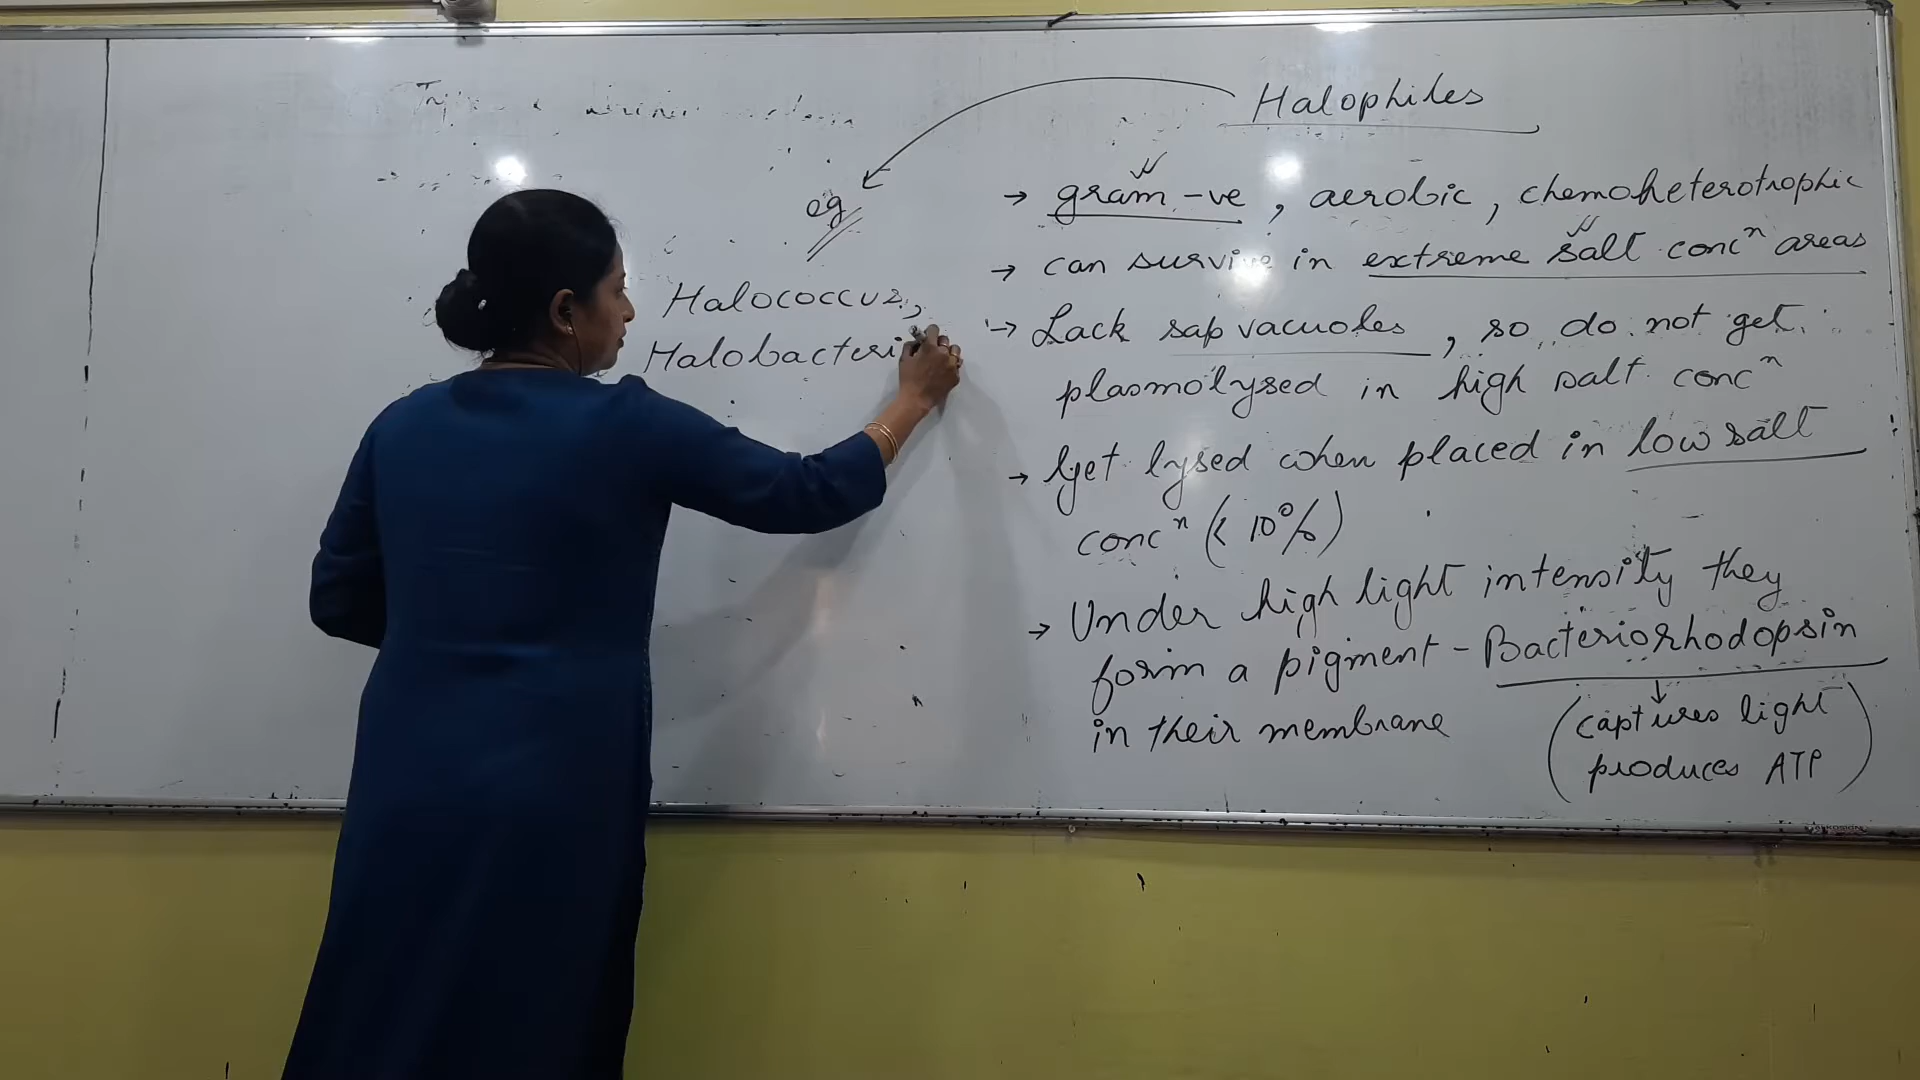 Halophiles
→ gram -ve, aerobic, chemoheterotrophic
→ can survive in extreme salt concⁿ areas
→ Lack sap vacuoles, so do not get
plasmolysed in high salt concⁿ
→ Get lysed when placed in low salt
concⁿ (< 10%)
→ Under high light intensity they
form a pigment - Bacteriorhodopsin
in their membrane
↓
(captures light
produces ATP)
eg
Halococcus,
Halobacteri